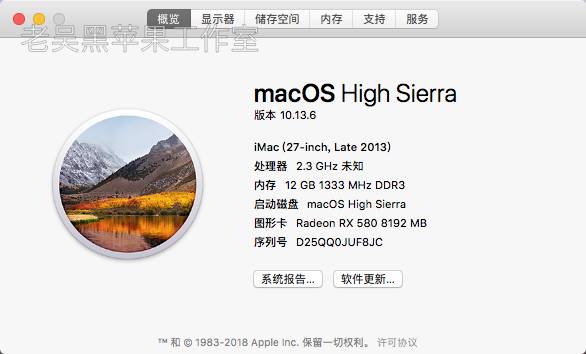 概览 显示器 储存空间 内存 支持 服务
老吴黑苹果工作室
macOS High Sierra
版本 10.13.6
iMac (27-inch, Late 2013)
处理器 2.3 GHz 未知
内存 12 GB 1333 MHz DDR3
启动磁盘 macOS High Sierra
图形卡 Radeon RX 580 8192 MB
序列号 D25QQ0JUF8JC
系统报告... 软件更新...
™ 和 © 1983-2018 Apple Inc. 保留一切权利。 许可协议